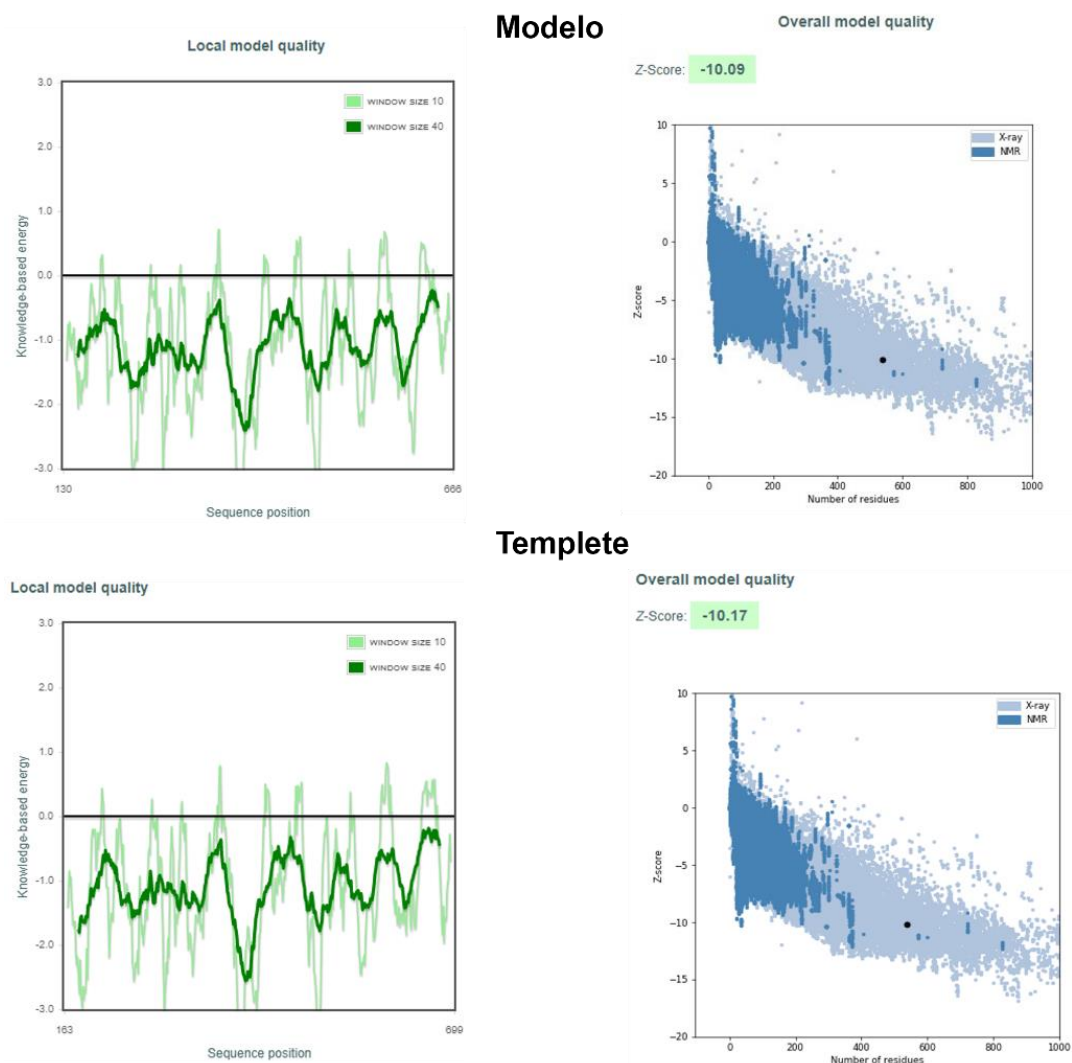 Modelo
Local model quality
3.0
2.0
1.0
0.0
-1.0
-2.0
-3.0
Knowledge-based energy
WINDOW SIZE 10
WINDOW SIZE 40
130
666
Sequence position
Overall model quality
Z-Score: -10.09
10
5
0
−5
−10
−15
−20
Z-score
X-ray
NMR
0
200
400
600
800
1000
Number of residues
Templete
Local model quality
3.0
2.0
1.0
0.0
-1.0
-2.0
-3.0
Knowledge-based energy
WINDOW SIZE 10
WINDOW SIZE 40
163
699
Sequence position
Overall model quality
Z-Score: -10.17
10
5
0
−5
−10
−15
−20
Z-score
X-ray
NMR
0
200
400
600
800
1000
Number of residues